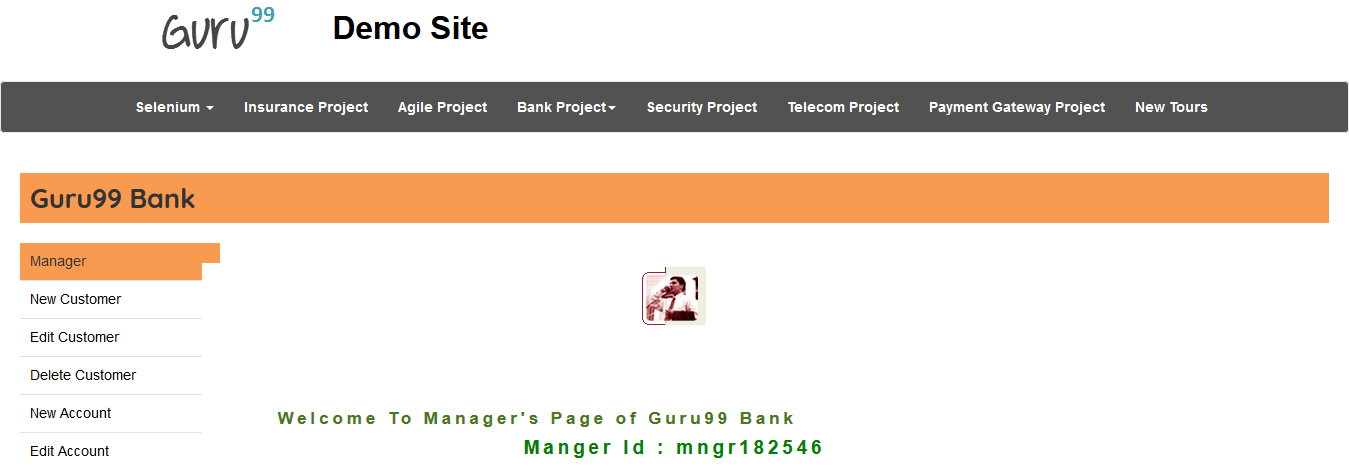 Guru99
Demo Site
Selenium Insurance Project Agile Project Bank Project Security Project Telecom Project Payment Gateway Project New Tours
Guru99 Bank
Manager
New Customer
Edit Customer
Delete Customer
New Account
Edit Account
Welcome To Manager's Page of Guru99 Bank
Manger Id : mngr182546